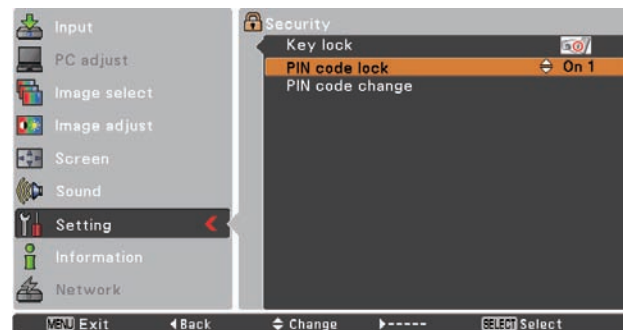 Input
PC adjust
Image select
Image adjust
Screen
Sound
Setting
Information
Network
Security
Key lock
PIN code lock On 1
PIN code change
MENU Exit Back Change ----- SELECT Select